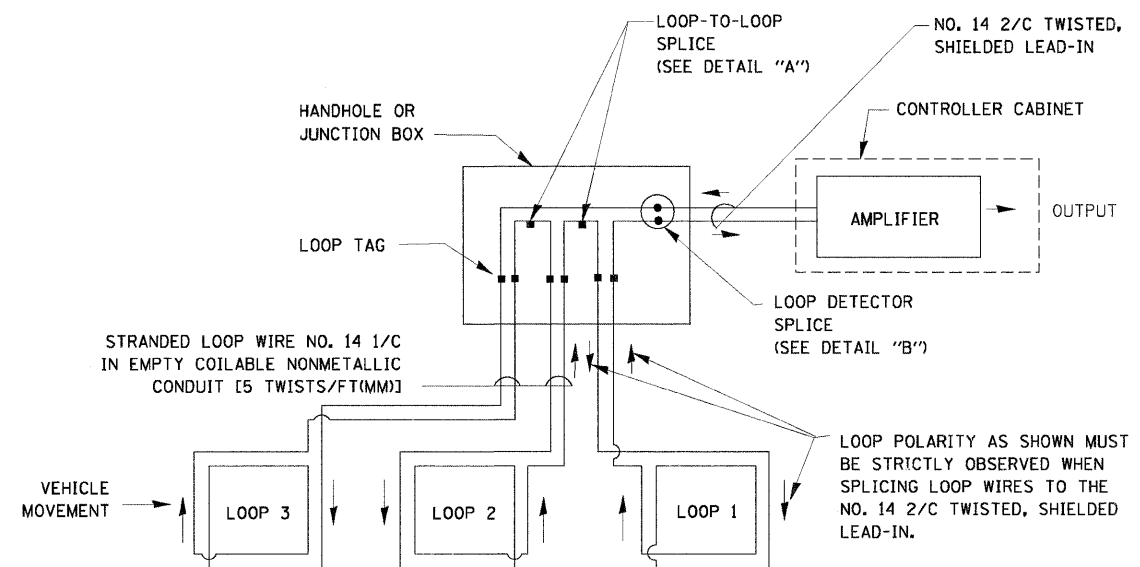 LOOP-TO-LOOP
SPLICE
(SEE DETAIL "A")
NO. 14 2/C TWISTED,
SHIELDED LEAD-IN
HANDHOLE OR
JUNCTION BOX
CONTROLLER CABINET
AMPLIFIER
OUTPUT
LOOP TAG
LOOP DETECTOR
SPLICE
(SEE DETAIL "B")
STRANDED LOOP WIRE NO. 14 1/C
IN EMPTY COILABLE NONMETALLIC
CONDUIT [5 TWISTS/FT(MM)]
LOOP POLARITY AS SHOWN MUST
BE STRICTLY OBSERVED WHEN
SPLICING LOOP WIRES TO THE
NO. 14 2/C TWISTED, SHIELDED
LEAD-IN.
VEHICLE
MOVEMENT
LOOP 3
LOOP 2
LOOP 1